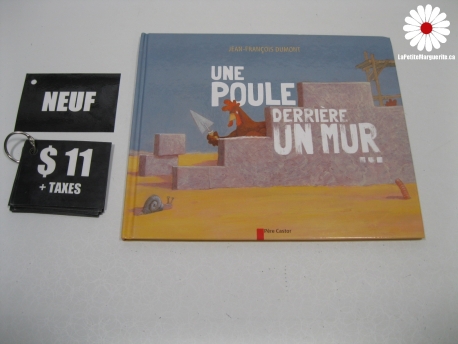 LaPetiteMarguerite.ca
JEAN-FRANÇOIS DUMONT
UNE
POULE
DERRIÈRE
UN MUR...
Père Castor
NEUF
$ 11
+ TAXES